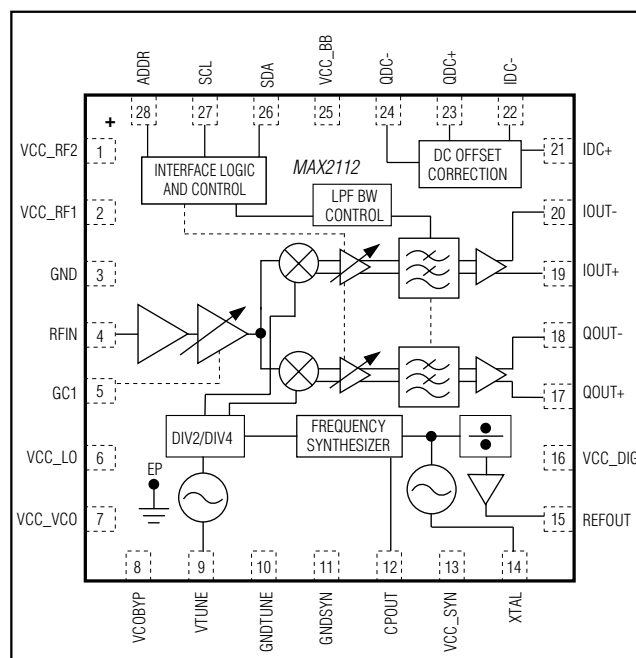 ADDR
SCL
SDA
VCC_BB
QDC-
QDC+
IDC-
28
27
26
25
24
23
22
+
VCC_RF2
1
INTERFACE LOGIC
AND CONTROL
MAX2112
DC OFFSET
CORRECTION
21
IDC+
VCC_RF1
2
LPF BW
CONTROL
20
IOUT-
GND
3
19
IOUT+
RFIN
4
18
QOUT-
GC1
5
17
QOUT+
DIV2/DIV4
FREQUENCY
SYNTHESIZER
VCC_LO
6
EP
16
VCC_DIG
VCC_VCO
7
15
REFOUT
8
9
10
11
12
13
14
VCOBYP
VTUNE
GNDTUNE
GNDSYN
CPOUT
VCC_SYN
XTAL